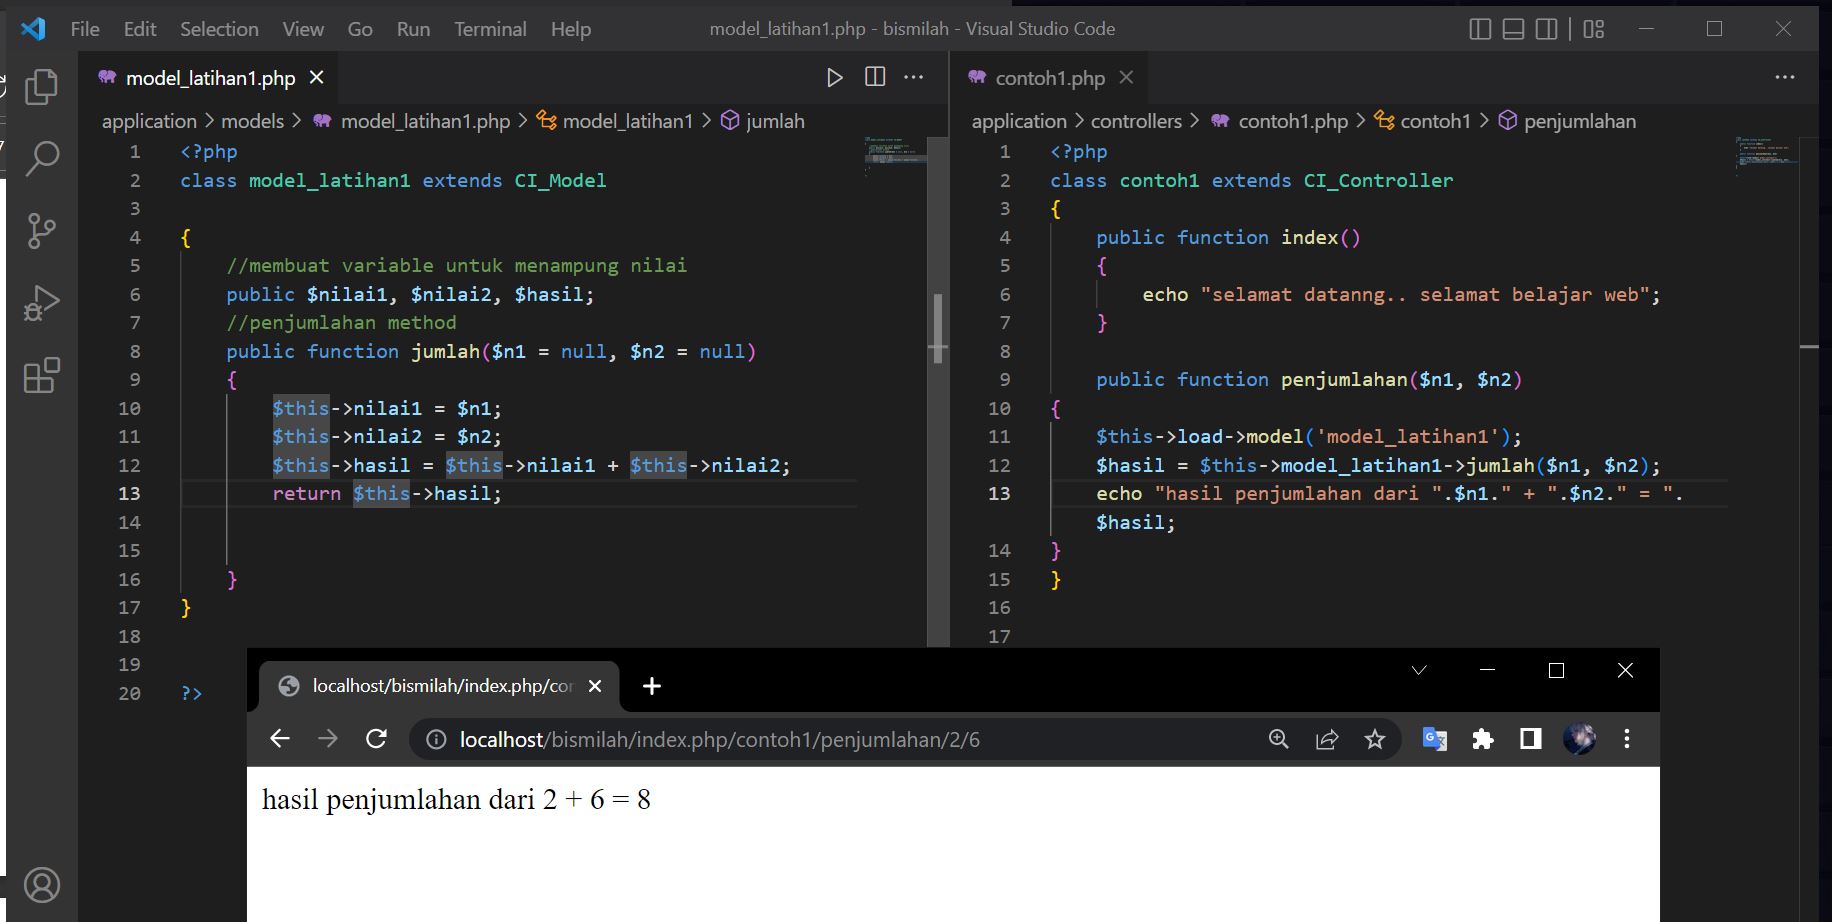 File Edit Selection View Go Run Terminal Help
model_latihan1.php - bismilah - Visual Studio Code
model_latihan1.php
application > models > model_latihan1.php > model_latihan1 > jumlah
1 <?php
2 class model_latihan1 extends CI_Model
3
4 {
5 //membuat variable untuk menampung nilai
6 public $nilai1, $nilai2, $hasil;
7 //penjumlahan method
8 public function jumlah($n1 = null, $n2 = null)
9 {
10 $this->nilai1 = $n1;
11 $this->nilai2 = $n2;
12 $this->hasil = $this->nilai1 + $this->nilai2;
13 return $this->hasil;
14
15
16 }
17 }
18
19
20 ?>
contoh1.php
application > controllers > contoh1.php > contoh1 > penjumlahan
1 <?php
2 class contoh1 extends CI_Controller
3 {
4 public function index()
5 {
6 echo "selamat datanng.. selamat belajar web";
7 }
8
9 public function penjumlahan($n1, $n2)
10 {
11 $this->load->model('model_latihan1');
12 $hasil = $this->model_latihan1->jumlah($n1, $n2);
13 echo "hasil penjumlahan dari ".$n1." + ".$n2." = ".
$hasil;
14 }
15 }
16
17
localhost/bismilah/index.php/co
localhost/bismilah/index.php/contoh1/penjumlahan/2/6
hasil penjumlahan dari 2 + 6 = 8